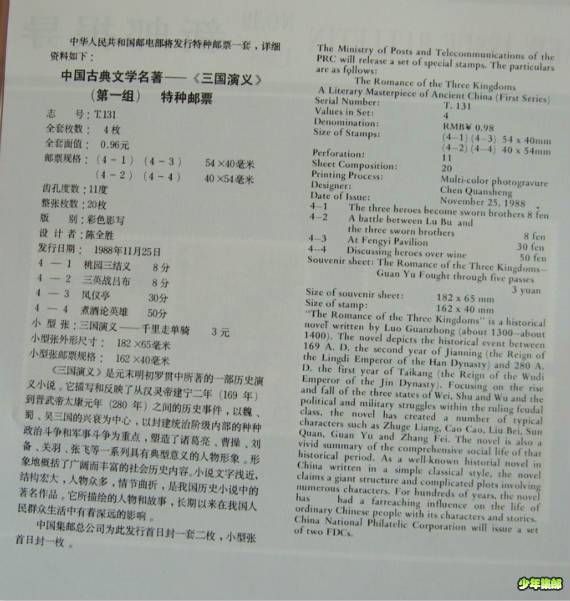 中华人民共和国邮电部将发行特种邮票一套，详细
资料如下：
中国古典文学名著——《三国演义》
（第一组） 特种邮票
志 号：T.131
全套枚数： 4枚
全套面值： 0.96元
邮票规格：（4－1）（4－3） 54×40毫米
（4－2）（4－4） 40×54毫米
齿孔度数：11度
整张枚数：20枚
版 别：彩色影写
设 计 者：陈全胜
发行日期： 1988年11月25日
4 — 1 桃园三结义 8分
4 — 2 三英战吕布 8分
4 — 3 凤仪亭 30分
4 — 4 煮酒论英雄 50分
小 型 张：三国演义——千里走单骑 3元
小型张外形尺寸： 182×65毫米
小型张邮票规格： 162×40毫米
《三国演义》是元末明初罗贯中所著的一部历史演
义小说。它描写和反映了从汉灵帝建宁二年（169 年）
到晋武帝太康元年（280 年）之间的历史事件，以魏、
蜀、吴三国的兴衰为中心，以封建统治阶级内部的种种
政治斗争和军事斗争为重点，塑造了诸葛亮、曹操、刘
备、关羽、张飞等一系列具有典型意义的人物形象。形
象地概括了广阔而丰富的社会历史内容。小说文字浅近，
结构宏大，人物众多，情节曲折，是我国历史小说中的
著名作品。它所描绘的人物和故事，长期以来在我国人
民群众生活中有着深远的影响。
中国集邮总公司为此发行首日封一套二枚，小型张
首日封一枚。
The Ministry of Posts and Telecommunications of the
PRC will release a set of special stamps. The particulars
are as follows:
The Romance of the Three Kingdoms
A Literary Masterpiece of Ancient China (First Series)
Serial Number: T. 131
Values in Set: 4
Denomination: RMB¥ 0.98
Size of Stamps: (4—1) (4—3) 54 x 40mm
(4—2) (4—4) 40 x 54mm
Perforation: 11
Sheet Composition: 20
Printing Process: Multi-color photogravure
Designer: Chen Quansheng
Date of Issue: November 25, 1988
4—1 The three heroes become sworn brothers 8 fen
4—2 A battle between Lu Bu and
the three sworn brothers 8 fen
4—3 At Fengyi Pavilion 30 fen
4—4 Discussing heroes over wine 50 fen
Souvenir sheet: The Romance of the Three Kingdoms—
Guan Yu Fought through five passes
3 yuan
Size of souvenir sheet: 182 x 65 mm
Size of stamp: 162 x 40 mm
"The Romance of the Three Kingdoms" is a historical
novel written by Luo Guanzhong (about 1300—about
1400). The novel depicts the historical event between
169 A. D. the second year of Jianning (the Reign of
the Lingdi Emperor of the Han Dynasty) and 280 A.
D. the first year of Taikang (the Reign of the Wudi
Emperor of the Jin Dynasty). Focusing on the rise
and fall of the three states of Wei, Shu and Wu and the
political and military struggles within the ruling feudal
class, the novel has created a number of typical
characters such as Zhuge Liang, Cao Cao, Liu Bei, Sun
Quan, Guan Yu and Zhang Fei. The novel is also a
vivid summary of the comprehensive social life of that
historical period. As a well-known historial novel in
China written in a simple classical style, the novel
claims a giant structure and complicated plots involving
numerous characters. For hundreds of years, the novel
has had a farreaching influence on the life of
ordinary Chinese people with its characters and stories.
China National Philatelic Corporation will issue a set
of two FDCs.
少年集邮